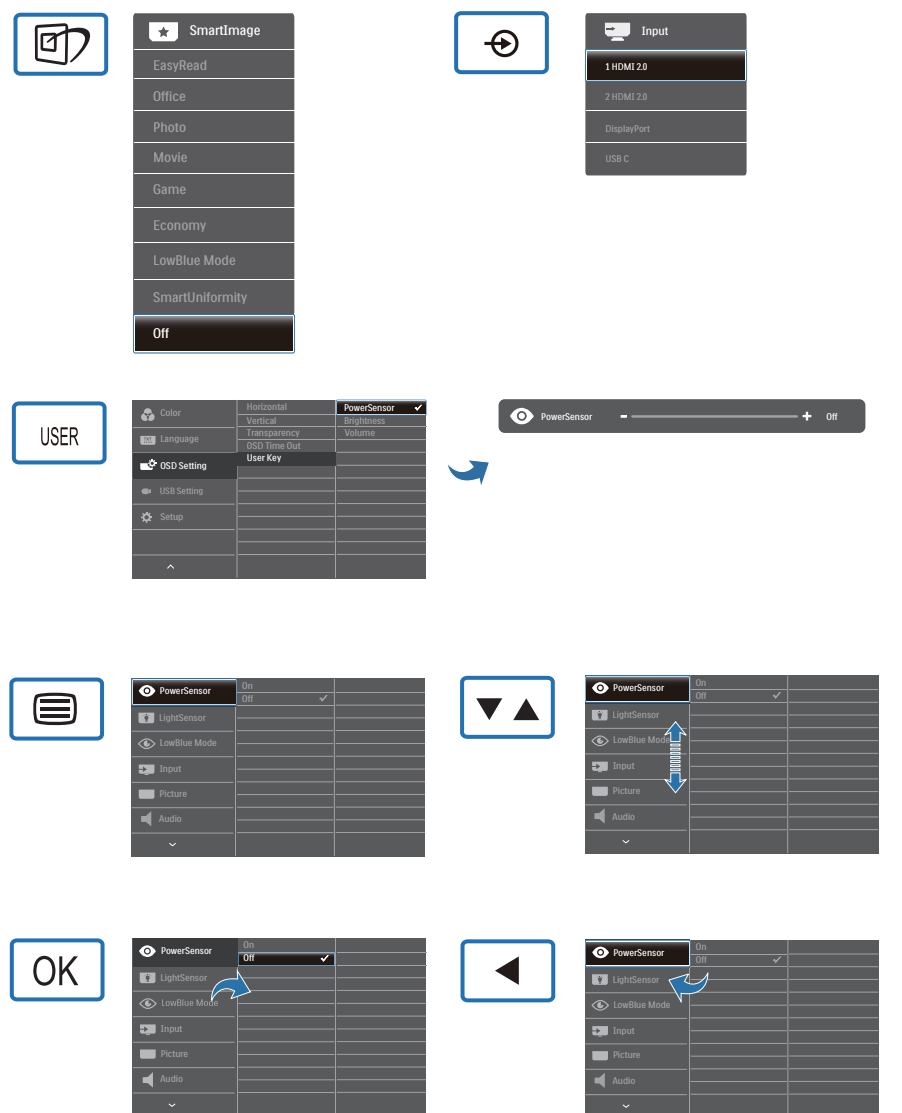 SmartImage
EasyRead
Office
Photo
Movie
Game
Economy
LowBlue Mode
SmartUniformity
Off
Input
1 HDMI 2.0
2 HDMI 2.0
DisplayPort
USB C
USER
Color
Language
OSD Setting
USB Setting
Setup
Horizontal
Vertical
Transparency
OSD Time Out
User Key
PowerSensor
Brightness
Volume
PowerSensor - + Off
PowerSensor
LightSensor
LowBlue Mode
Input
Picture
Audio
On
Off
PowerSensor
LightSensor
LowBlue Mode
Input
Picture
Audio
On
Off
OK
PowerSensor
LightSensor
LowBlue Mode
Input
Picture
Audio
On
Off
PowerSensor
LightSensor
LowBlue Mode
Input
Picture
Audio
On
Off